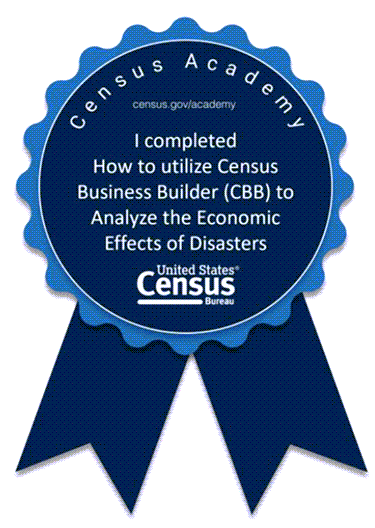 Census Academy
census.gov/academy
I completed
How to utilize Census
Business Builder (CBB) to
Analyze the Economic
Effects of Disasters
United States®
Census
Bureau